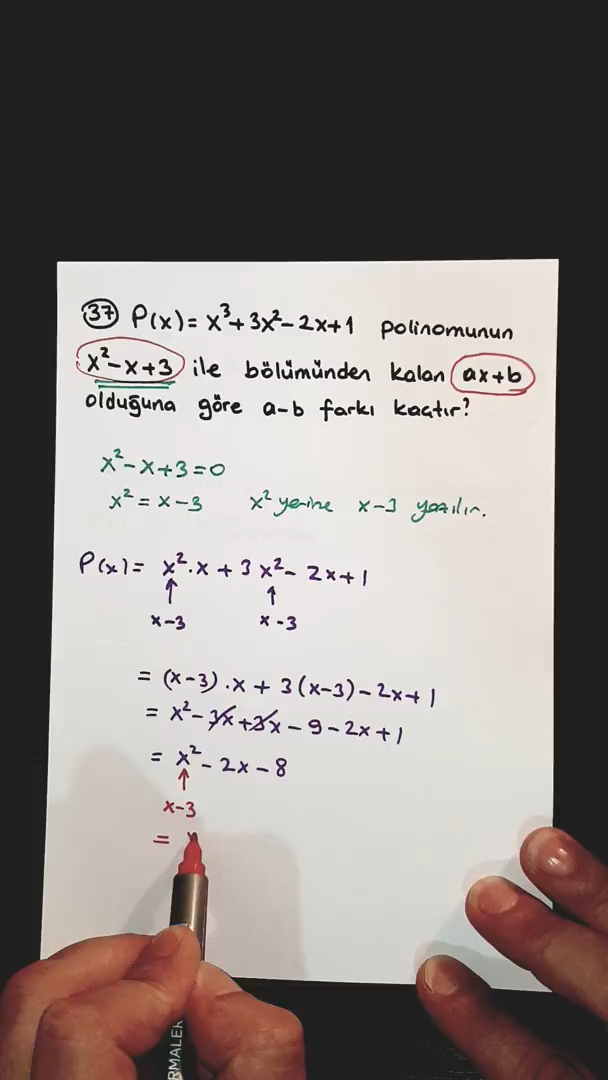 37 P(x) = x³+3x²-2x+1 polinomunun
x²-x+3 ile bölümünden kalan ax+b
olduğuna göre a-b farkı kaçtır?
x²-x+3=0
x² = x-3 x² yerine x-3 yazılır.
P(x) = x².x + 3x² - 2x+1
↑ ↑
x-3 x-3
= (x-3).x + 3(x-3) - 2x+1
= x² - 3x + 3x - 9 - 2x + 1
= x² - 2x - 8
↑
x-3
=
RMALER